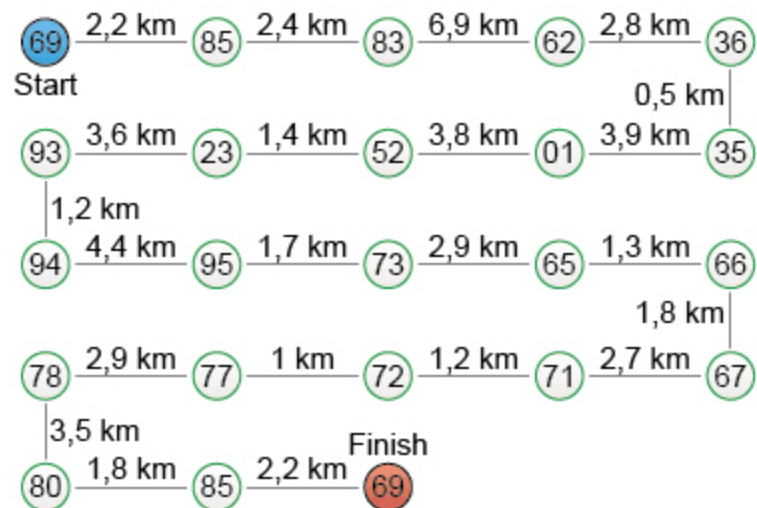 69 2,2 km 85 2,4 km 83 6,9 km 62 2,8 km 36
Start
0,5 km
93 3,6 km 23 1,4 km 52 3,8 km 01 3,9 km 35
1,2 km
94 4,4 km 95 1,7 km 73 2,9 km 65 1,3 km 66
1,8 km
78 2,9 km 77 1 km 72 1,2 km 71 2,7 km 67
3,5 km
Finish
80 1,8 km 85 2,2 km 69